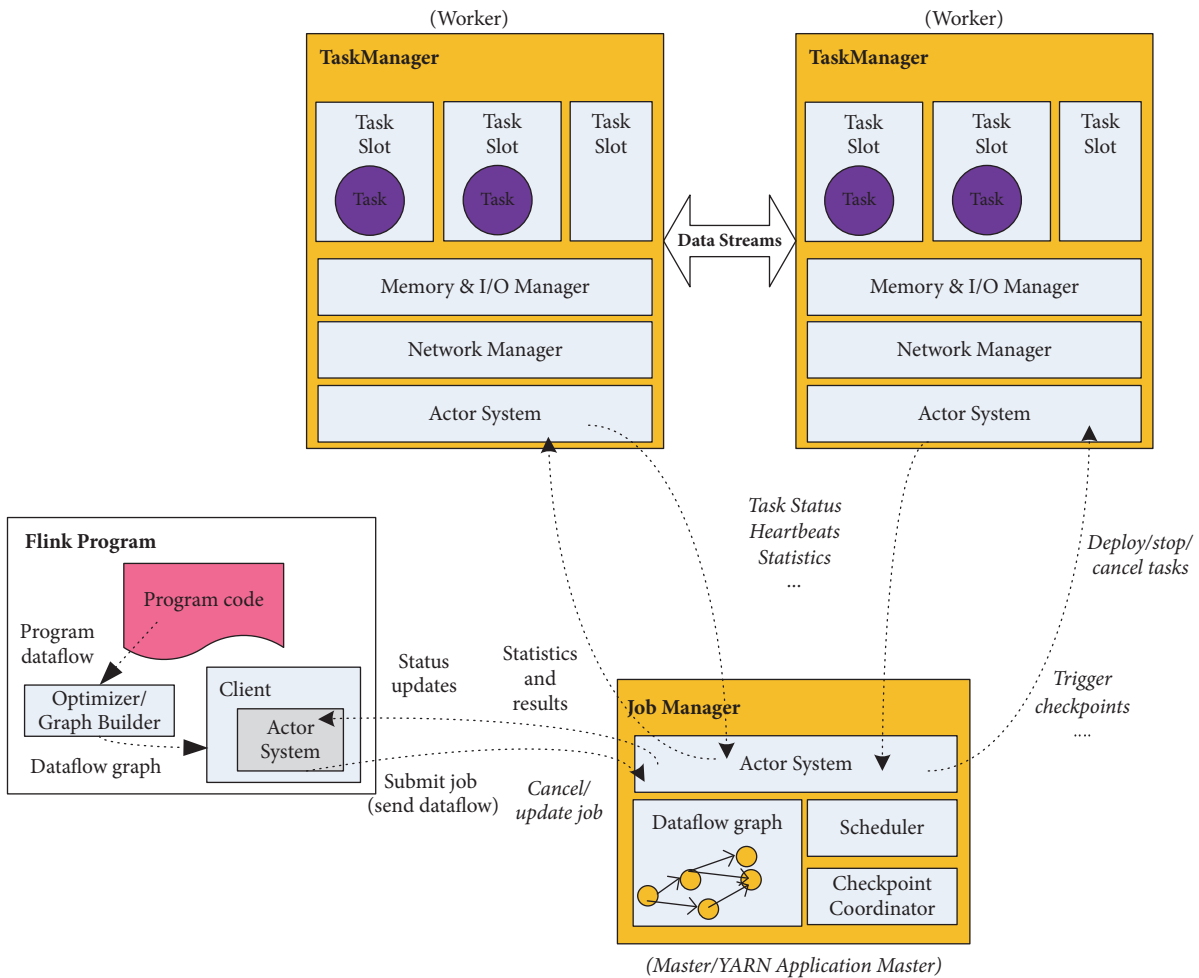 (Worker)
TaskManager
Task
Slot
Task
Task
Slot
Task
Task
Slot
Memory & I/O Manager
Network Manager
Actor System
(Worker)
TaskManager
Task
Slot
Task
Task
Slot
Task
Task
Slot
Memory & I/O Manager
Network Manager
Actor System
Data Streams
Task Status
Heartbeats
Statistics
...
Deploy/stop/
cancel tasks
Trigger
checkpoints
....
Flink Program
Program code
Program
dataflow
Optimizer/
Graph Builder
Dataflow graph
Client
Actor
System
Status
updates
Statistics
and
results
Submit job
(send dataflow)
Cancel/
update job
Job Manager
Actor System
Dataflow graph
Scheduler
Checkpoint
Coordinator
(Master/YARN Application Master)